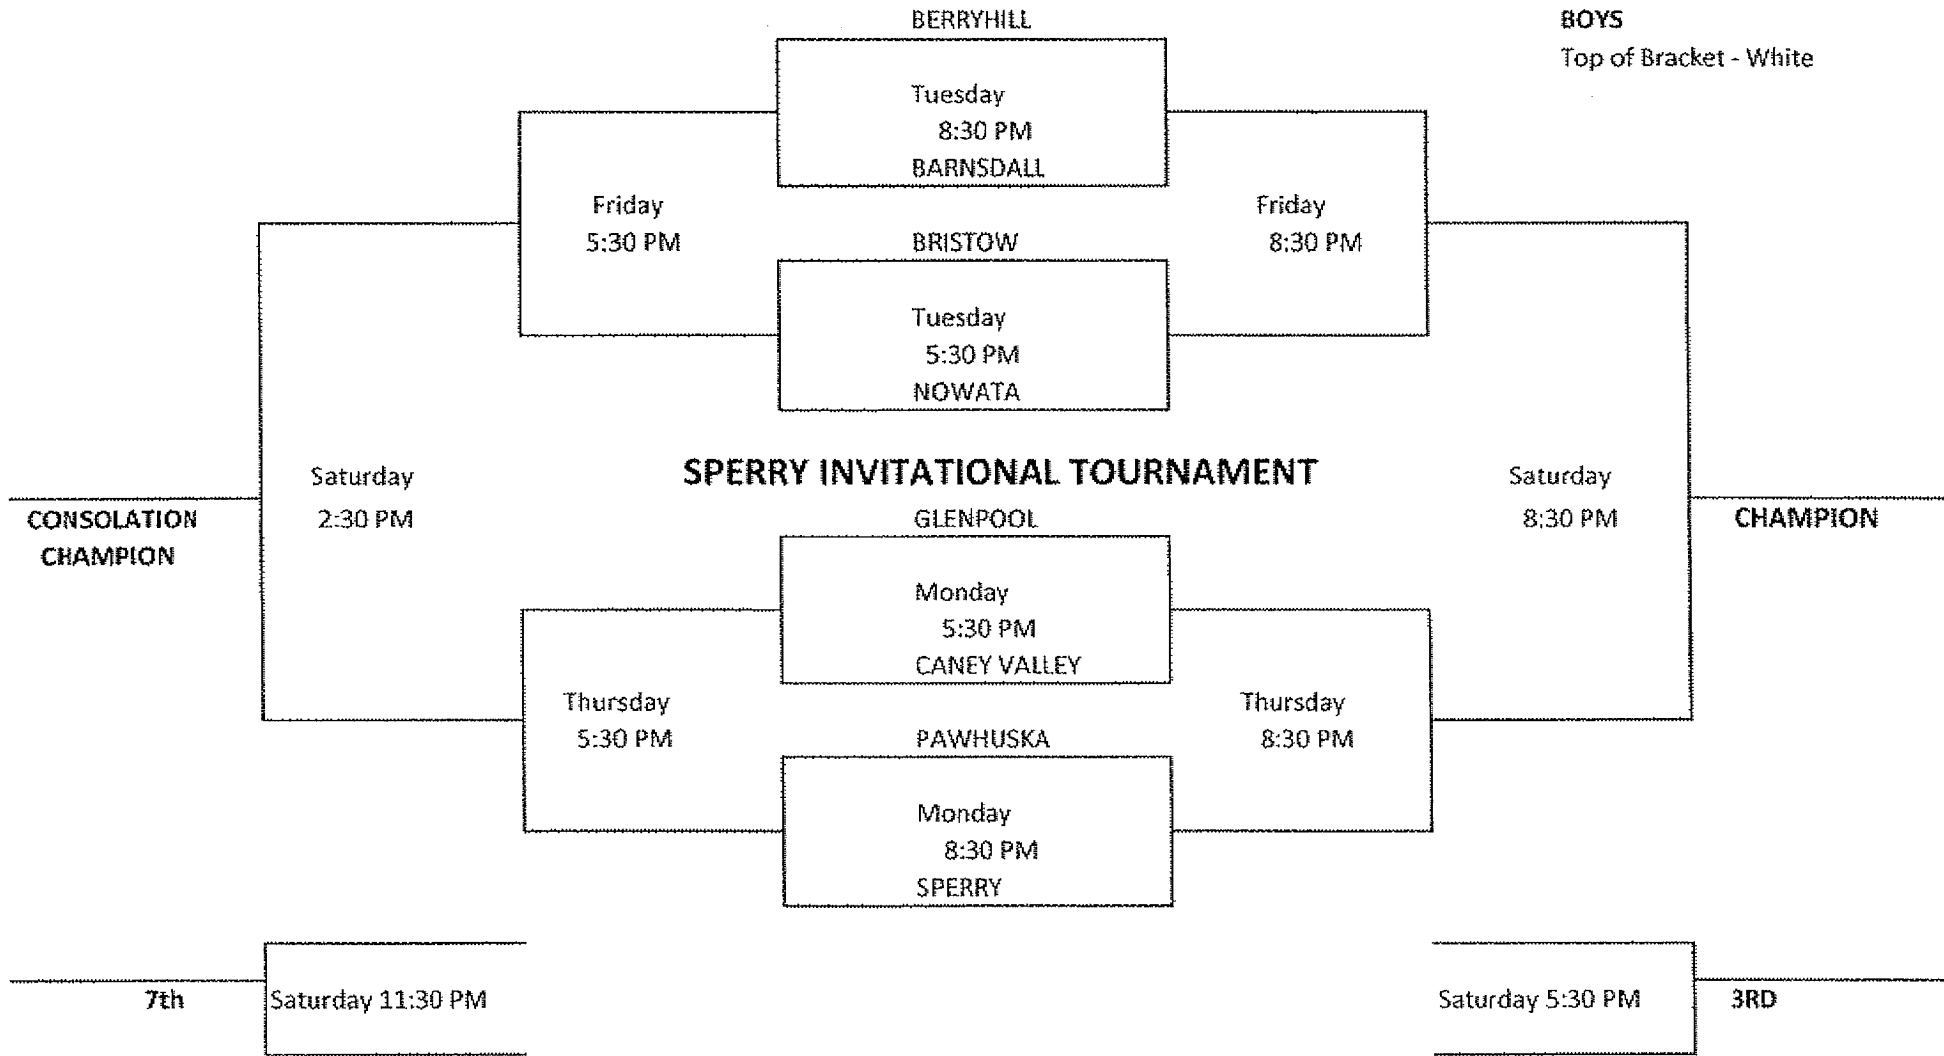 BERRYHILL
BOYS
Top of Bracket - White
Tuesday
8:30 PM
BARNSDALL
Friday
5:30 PM
Friday
8:30 PM
BRISTOW
Tuesday
5:30 PM
NOWATA
SPERRY INVITATIONAL TOURNAMENT
Saturday
2:30 PM
Saturday
8:30 PM
CONSOLATION
CHAMPION
CHAMPION
GLENPOOL
Monday
5:30 PM
CANEY VALLEY
Thursday
5:30 PM
Thursday
8:30 PM
PAWHUSKA
Monday
8:30 PM
SPERRY
7th
Saturday 11:30 PM
Saturday 5:30 PM
3RD